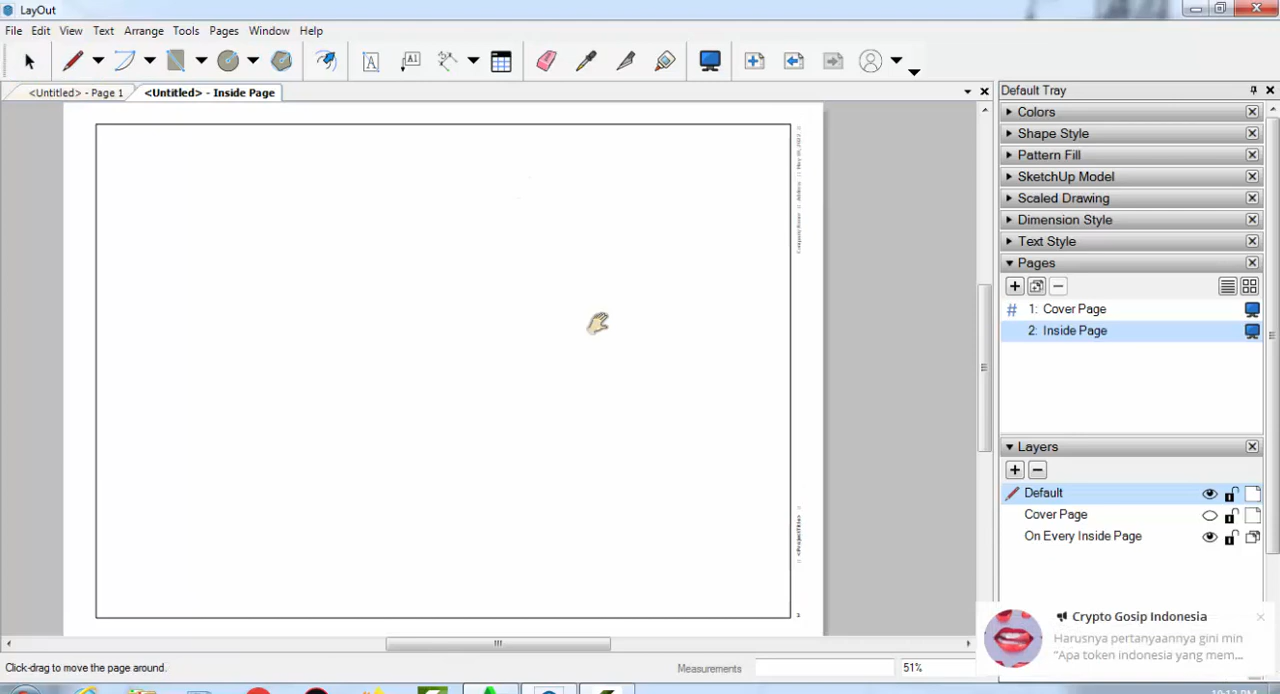 LayOut
File Edit View Text Arrange Tools Pages Window Help
A A1
<Untitled> - Page 1 <Untitled> - Inside Page
Default Tray
Colors
Shape Style
Pattern Fill
SketchUp Model
Scaled Drawing
Dimension Style
Text Style
Pages
# 1: Cover Page
2: Inside Page
Layers
Default
Cover Page
On Every Inside Page
<ProjectTitle>
1
Crypto Gosip Indonesia
Harusnya pertanyaannya gini min
"Apa token indonesia yang mem...
Click-drag to move the page around.
Measurements
51%